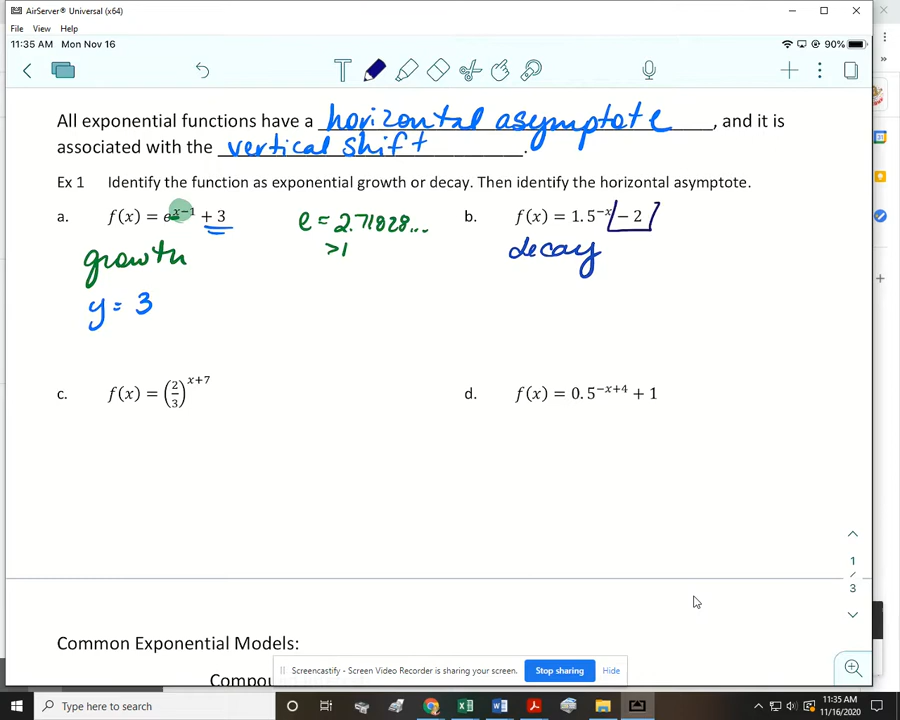 AirServer® Universal (x64)
File View Help
11:35 AM Mon Nov 16 90%
All exponential functions have a horizontal asymptote, and it is
associated with the vertical shift.
Ex 1 Identify the function as exponential growth or decay. Then identify the horizontal asymptote.
a. f(x) = e^(x−1) + 3 e = 2.71828... b. f(x) = 1.5^(−x) − 2
>1
growth decay
y = 3
c. f(x) = (2/3)^(x+7) d. f(x) = 0.5^(−x+4) + 1
1
/
3
Common Exponential Models:
Screencastify - Screen Video Recorder is sharing your screen. Stop sharing Hide
Type here to search
11:35 AM
11/16/2020